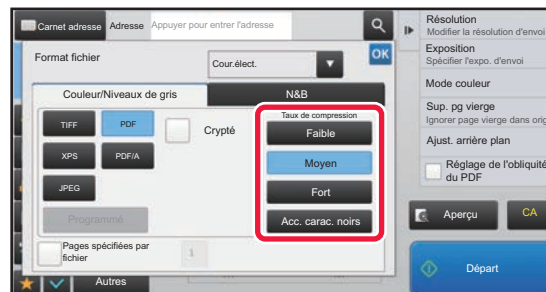 Carnet adresse
Adresse
Appuyer pour entrer l'adresse
Format fichier
Cour.élect.
OK
Couleur/Niveaux de gris
N&B
TIFF
PDF
Crypté
XPS
PDF/A
JPEG
Programmé
Taux de compression
Faible
Moyen
Fort
Acc. carac. noirs
Pages spécifiées par
fichier
1
Autres
Résolution
Modifier la résolution d'envoi
Exposition
Spécifier l'expo. d'envoi
Mode couleur
Sup. pg vierge
Ignorer page vierge dans orig
Ajust. arrière plan
Réglage de l'obliquité
du PDF
Aperçu
CA
Départ